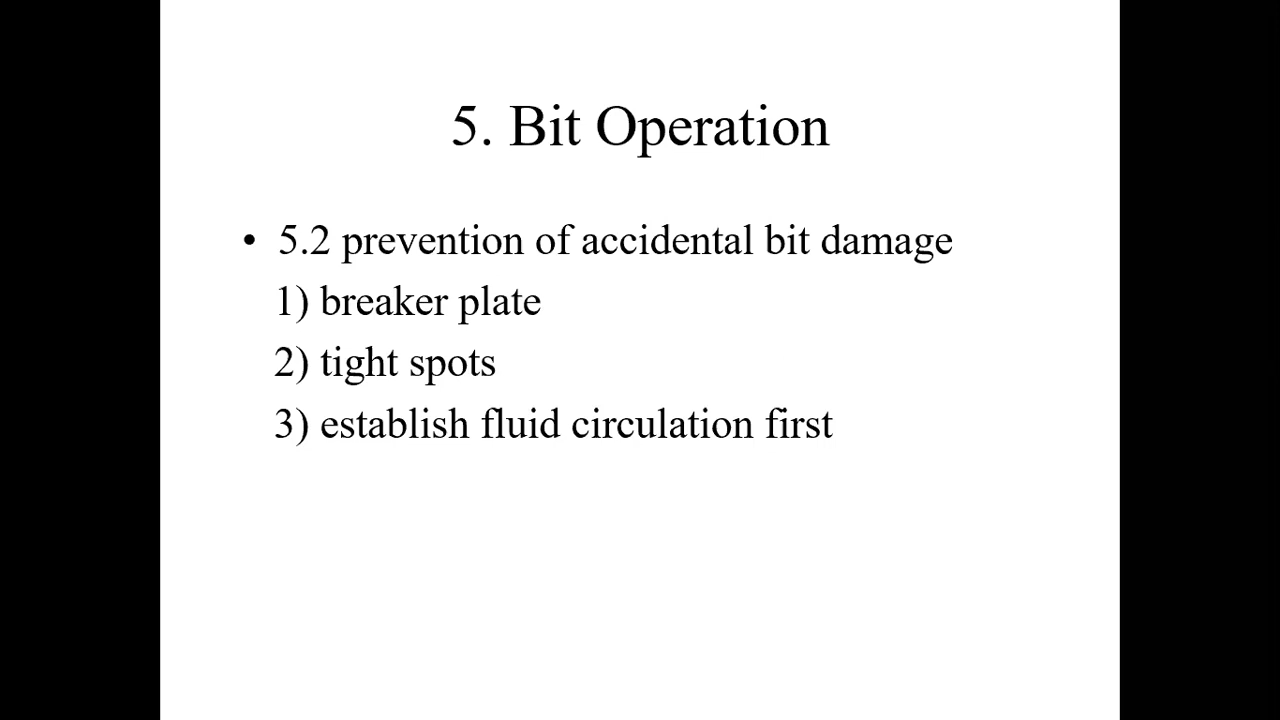 5. Bit Operation
• 5.2 prevention of accidental bit damage
1) breaker plate
2) tight spots
3) establish fluid circulation first